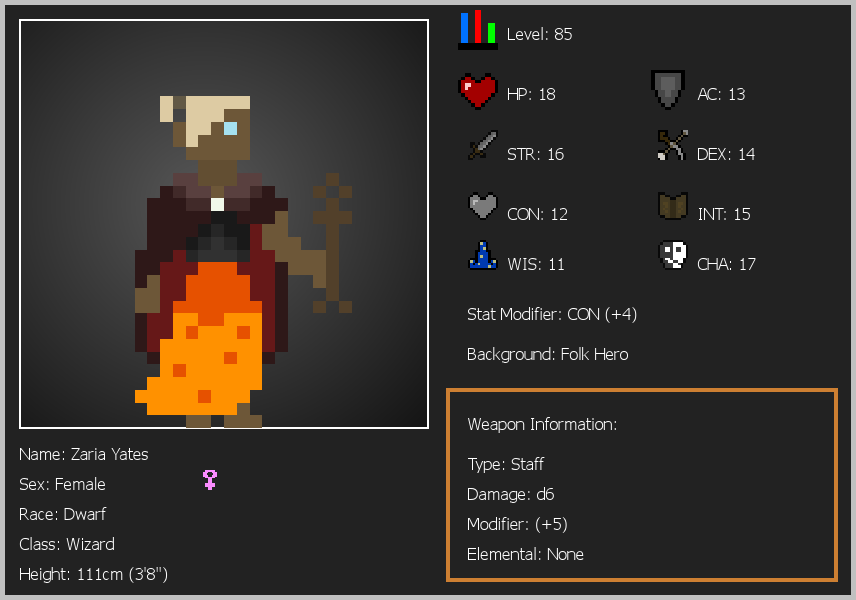 Level: 85
HP: 18
AC: 13
STR: 16
DEX: 14
CON: 12
INT: 15
WIS: 11
CHA: 17
Stat Modifier: CON (+4)
Background: Folk Hero
Weapon Information:
Type: Staff
Damage: d6
Modifier: (+5)
Elemental: None
Name: Zaria Yates
Sex: Female
Race: Dwarf
Class: Wizard
Height: 111cm (3'8")